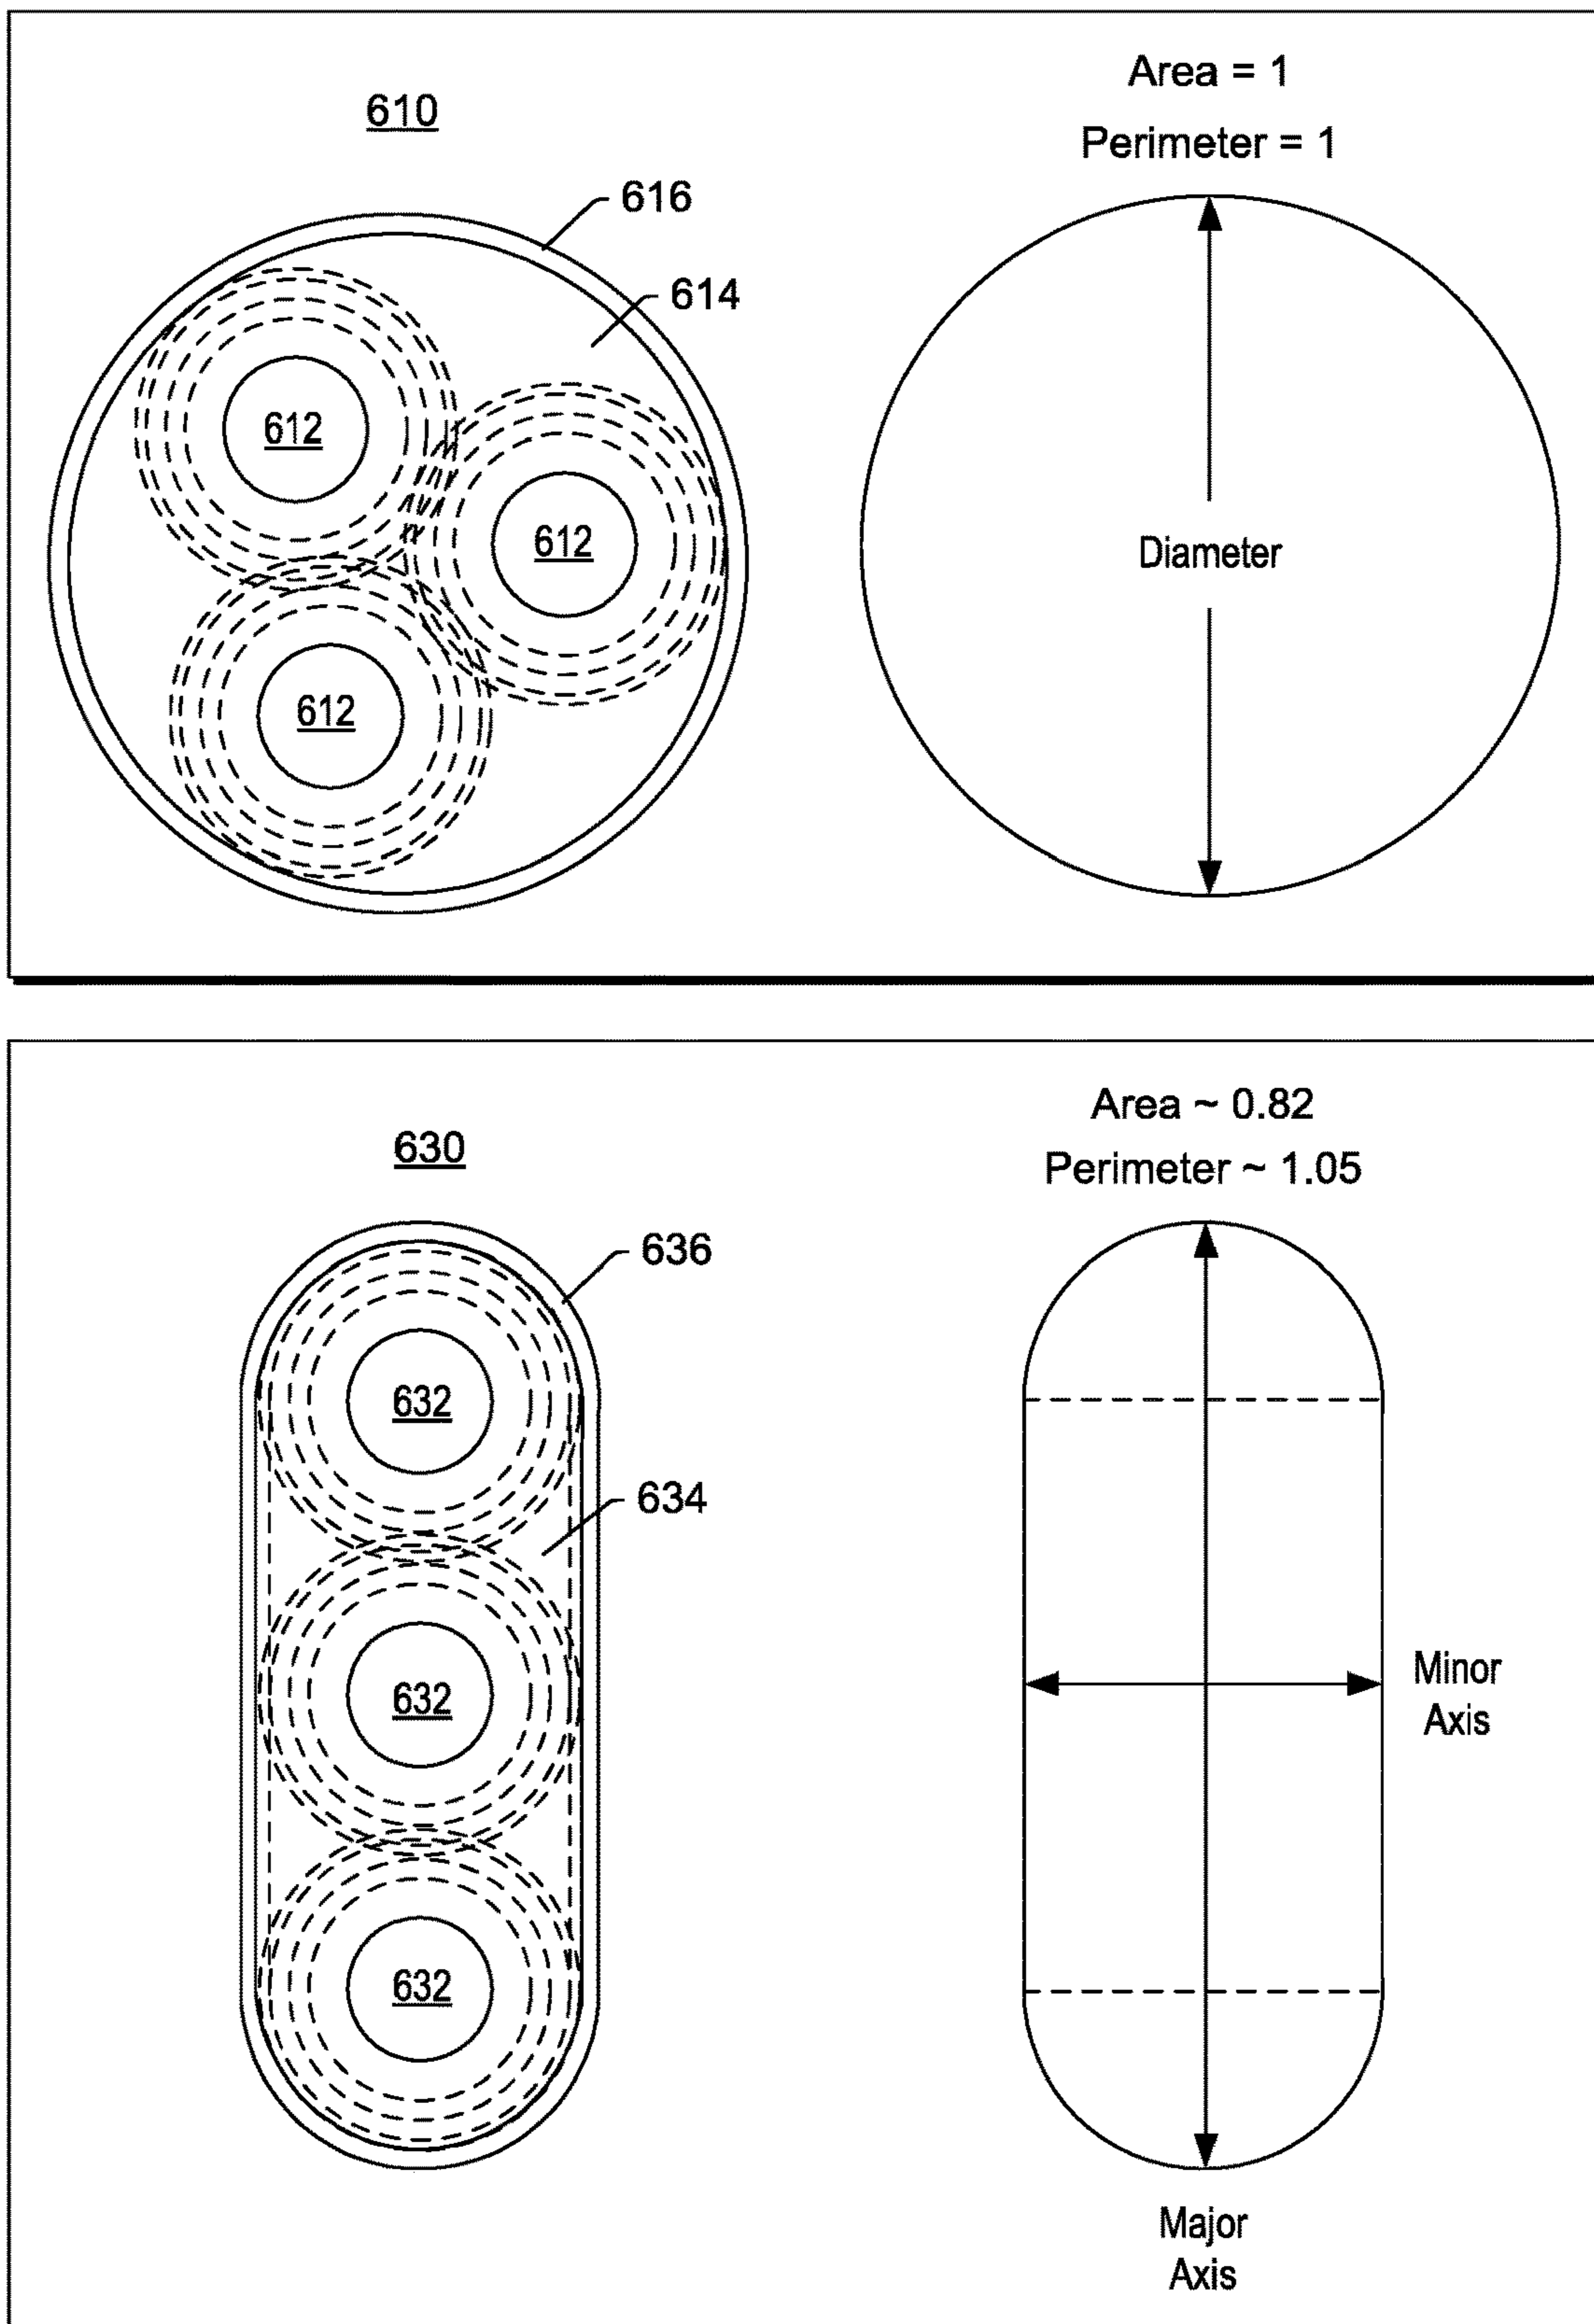 610
Area = 1
Perimeter = 1
616
614
612
612
612
Diameter
630
Area ~ 0.82
Perimeter ~ 1.05
636
632
634
632
632
Minor
Axis
Major
Axis